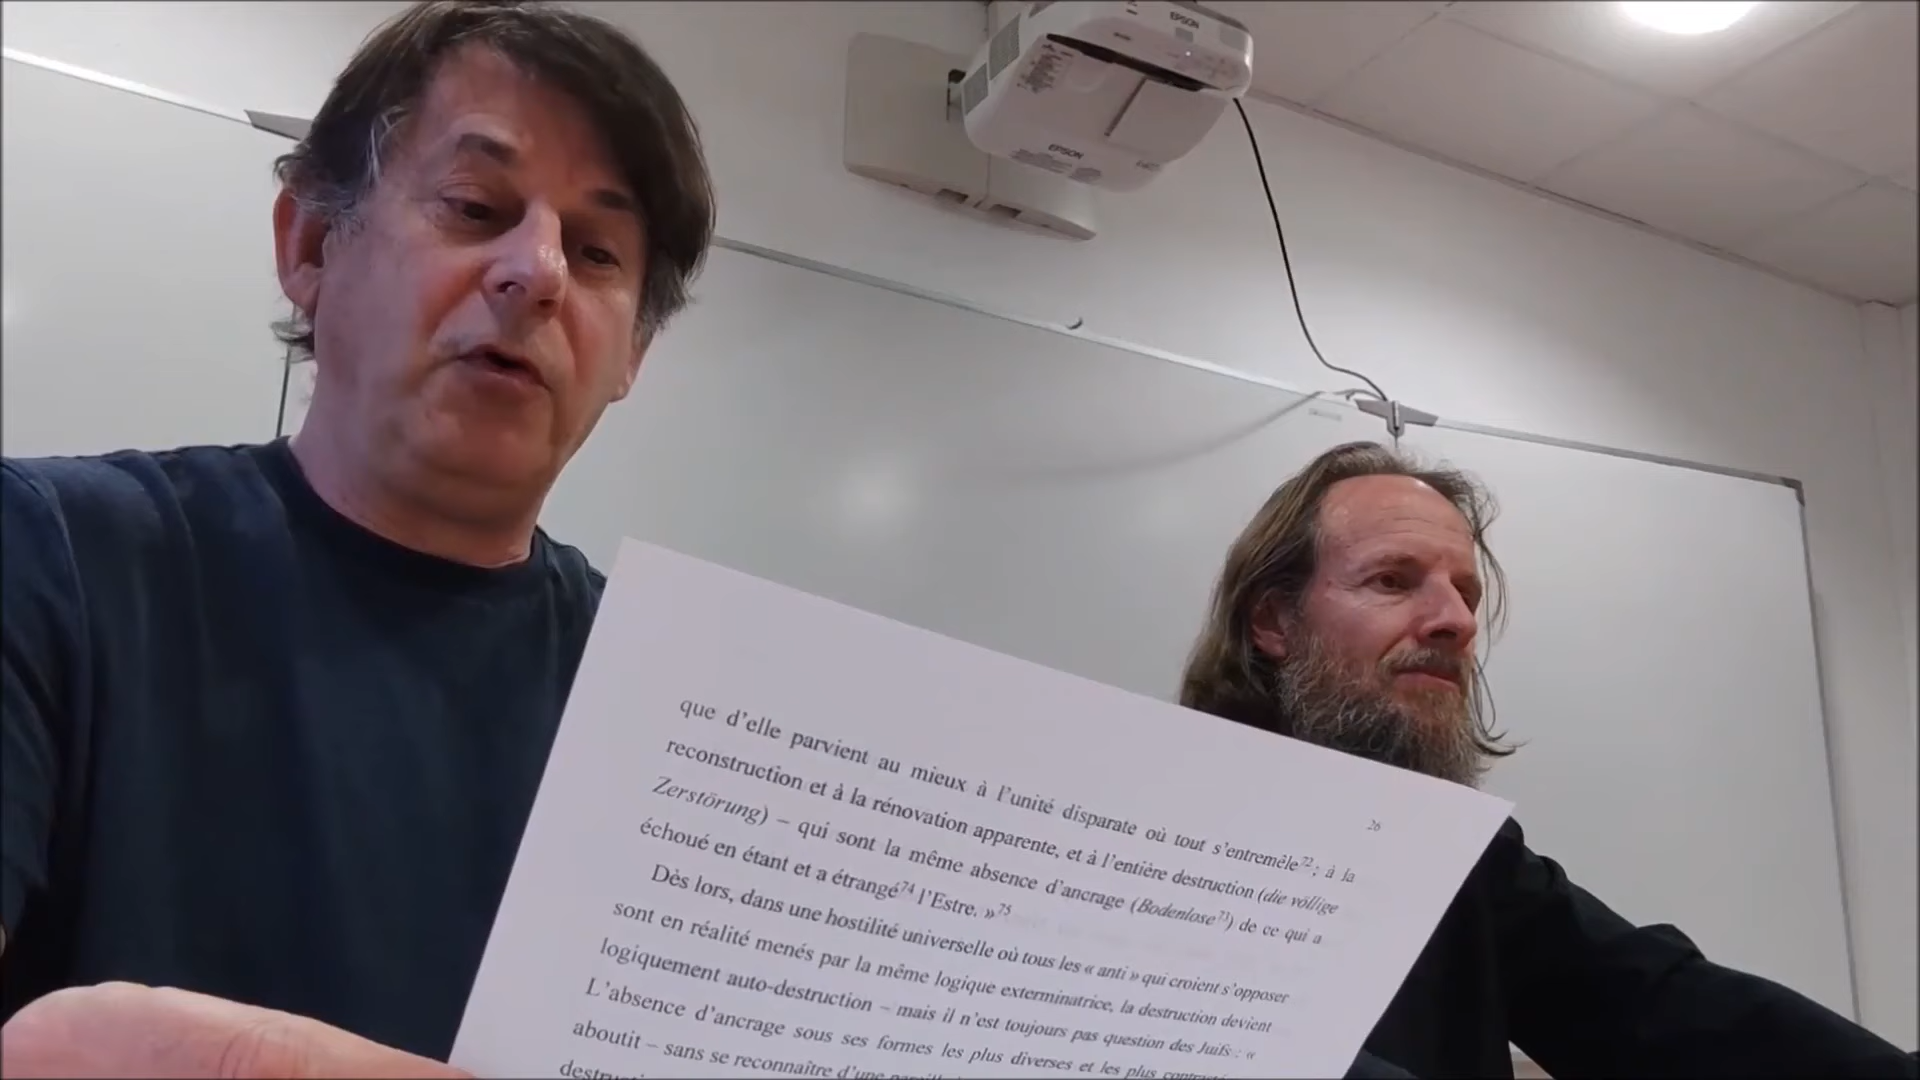 EPSON
EPSON
26
que d’elle parvient au mieux à l’unité disparate où tout s’entremêle72 ; à la
reconstruction et à la rénovation apparente, et à l’entière destruction (die völlige
Zerstörung) – qui sont la même absence d’ancrage (Bodenlose73) de ce qui a
échoué en étant et a étrangé74 l’Estre. »75
Dès lors, dans une hostilité universelle où tous les « anti » qui croient s’opposer
sont en réalité menés par la même logique exterminatrice, la destruction devient
logiquement auto-destruction – mais il n’est toujours pas question des Juifs : «
L’absence d’ancrage sous ses formes les plus diverses et les plus
aboutit – sans se reconnaître d’une